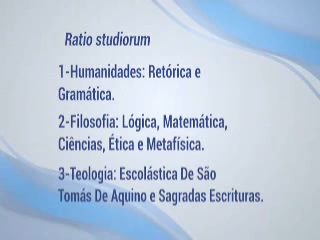 Ratio studiorum
1-Humanidades: Retórica e
Gramática.
2-Filosofia: Lógica, Matemática,
Ciências, Ética e Metafísica.
3-Teologia: Escolástica De São
Tomás De Aquino e Sagradas Escrituras.